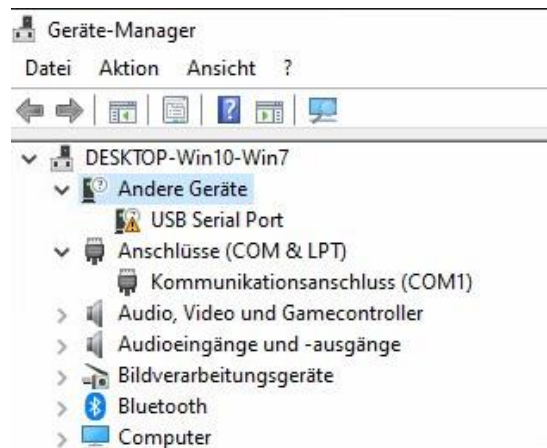 Geräte-Manager
Datei Aktion Ansicht ?
DESKTOP-Win10-Win7
Andere Geräte
USB Serial Port
Anschlüsse (COM & LPT)
Kommunikationsanschluss (COM1)
Audio, Video und Gamecontroller
Audioeingänge und -ausgänge
Bildverarbeitungsgeräte
Bluetooth
Computer